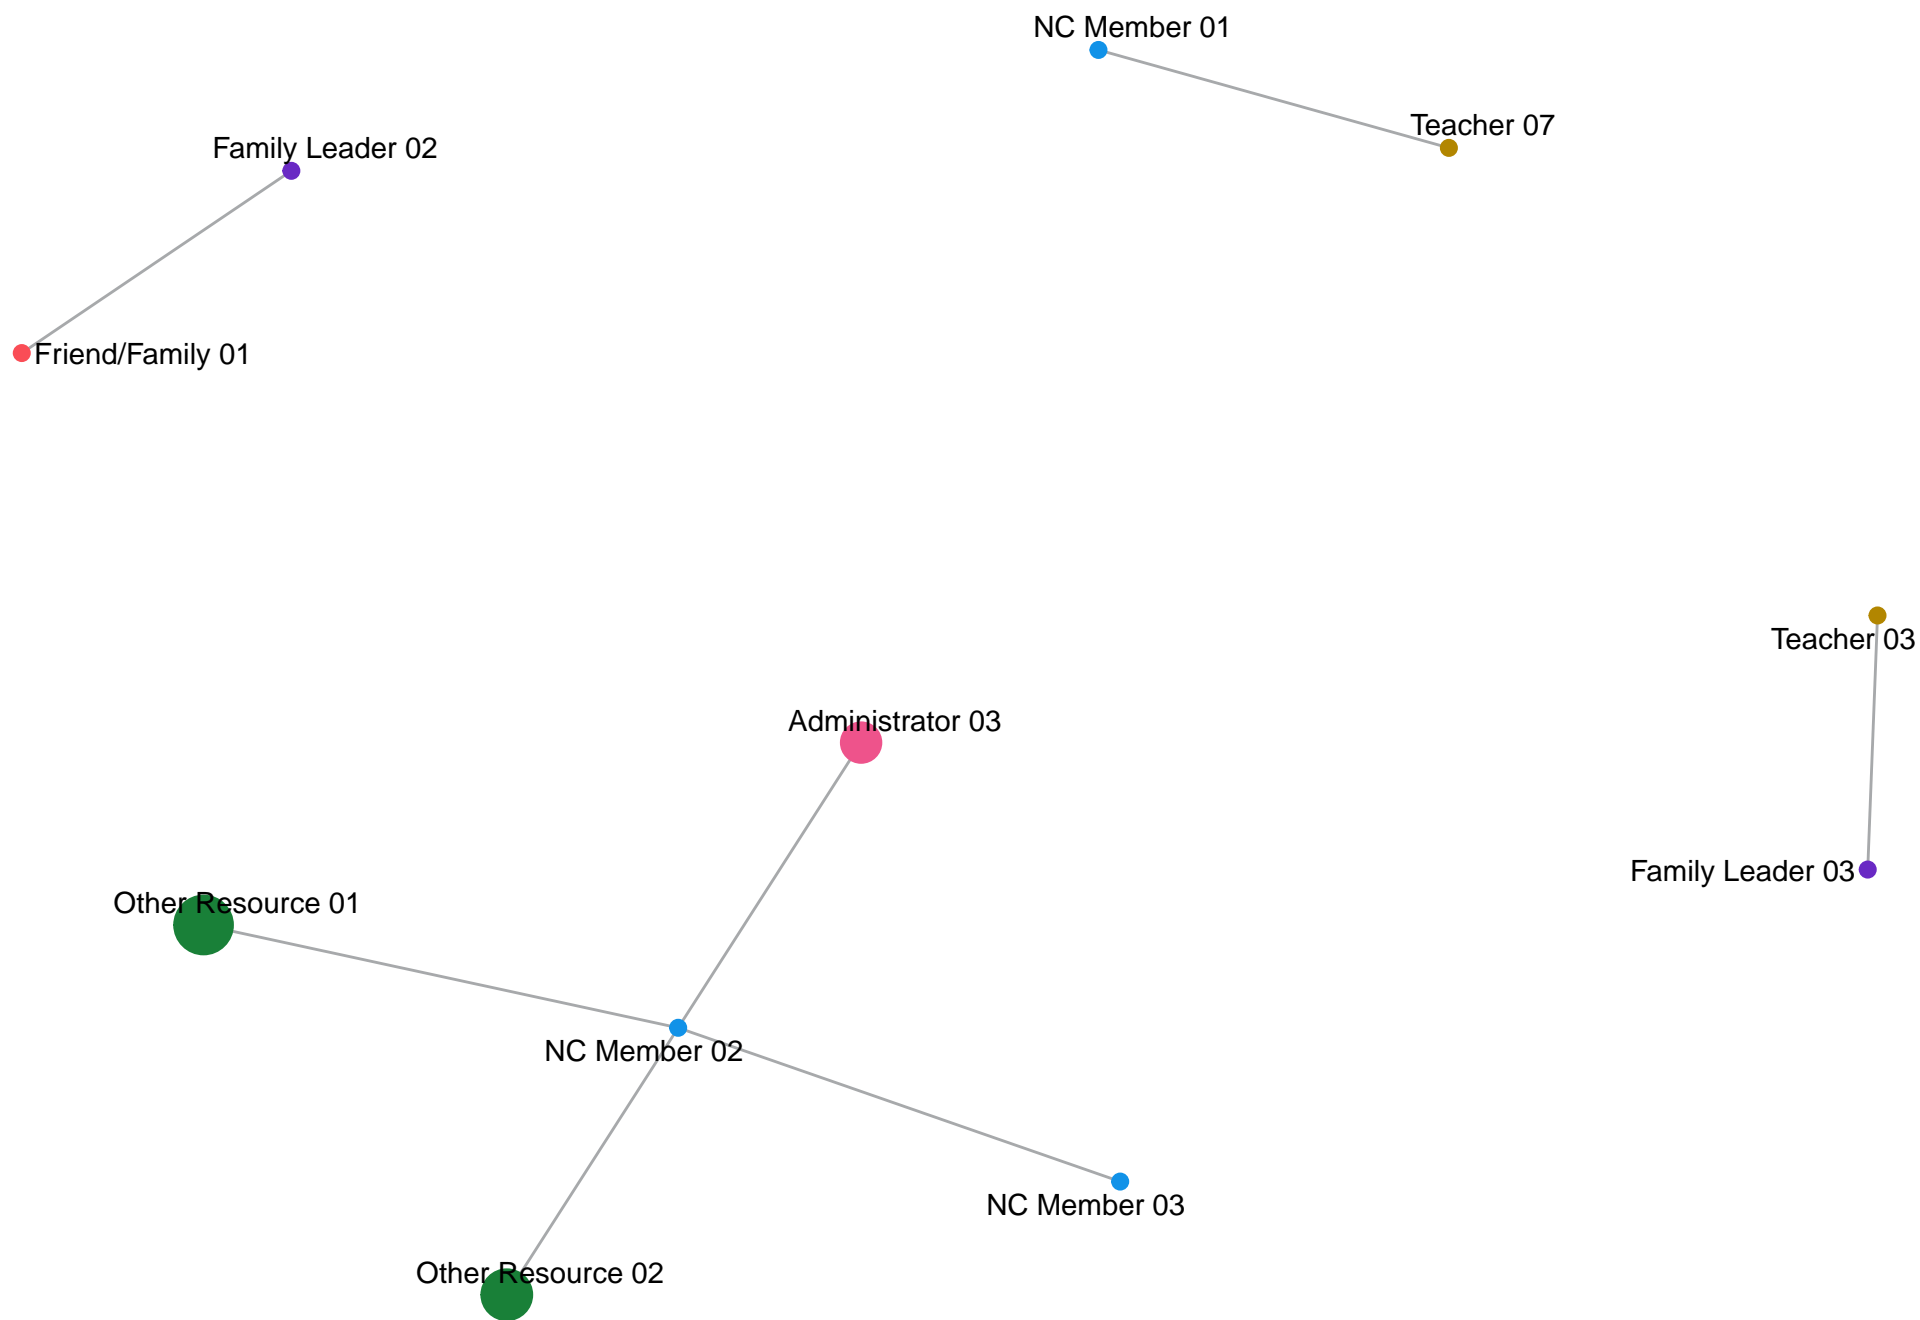 NC Member 01
Teacher 07
Family Leader 02
Friend/Family 01
Teacher 03
Administrator 03
Family Leader 03
Other Resource 01
NC Member 02
NC Member 03
Other Resource 02